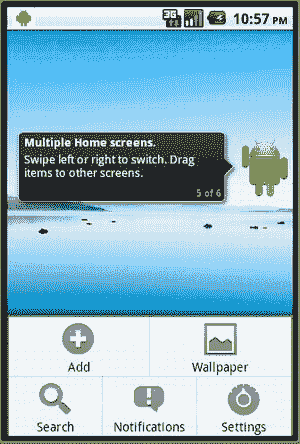 3G 10:57 PM
Multiple Home screens.
Swipe left or right to switch. Drag
items to other screens.
5 of 6
Add Wallpaper
Search Notifications Settings